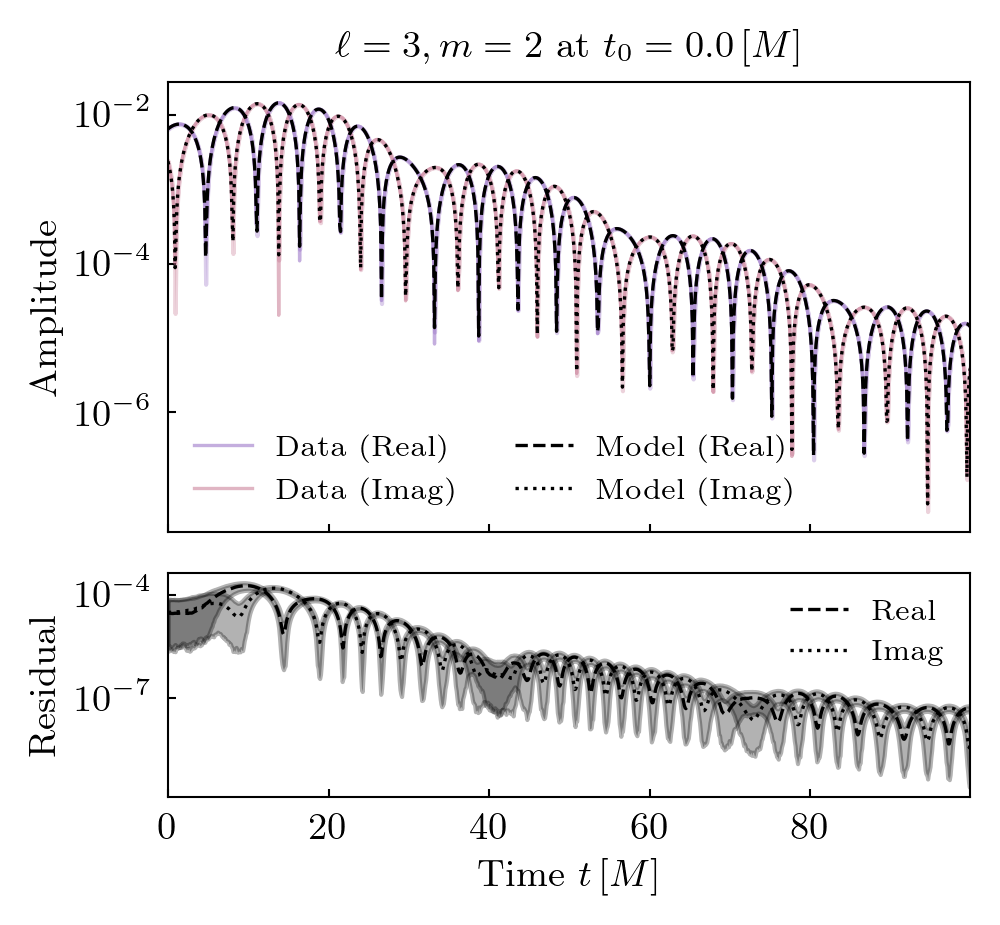 ℓ = 3, m = 2 at t₀ = 0.0 [M]
Amplitude
10⁻²
10⁻⁴
10⁻⁶
Data (Real)
Data (Imag)
Model (Real)
Model (Imag)
Residual
10⁻⁴
10⁻⁷
Real
Imag
0 20 40 60 80
Time t [M]